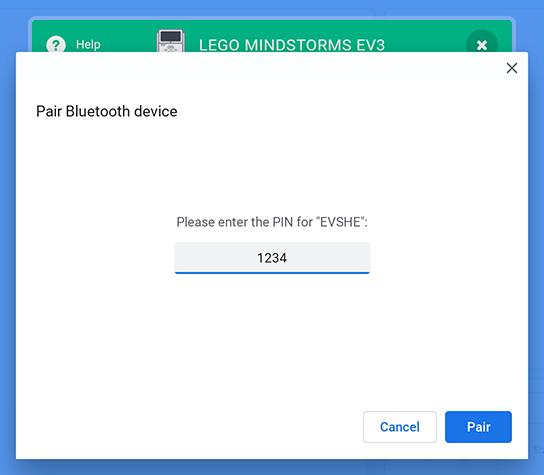 Help
LEGO MINDSTORMS EV3
Pair Bluetooth device
Please enter the PIN for "EVSHE":
1234
Cancel
Pair